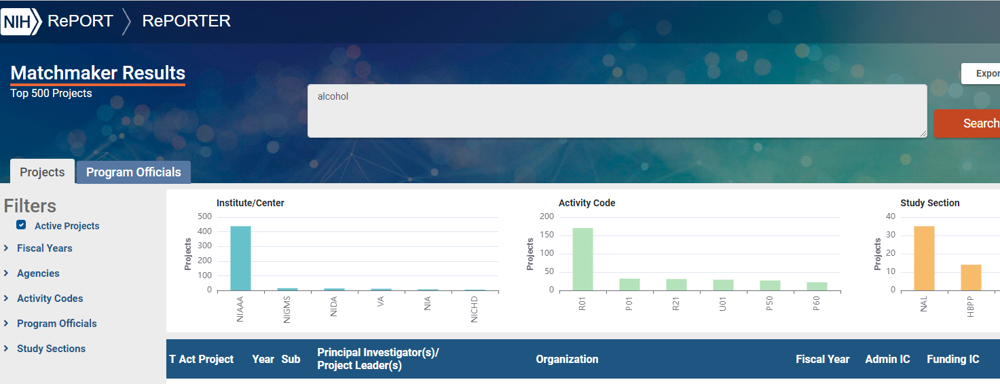 NIH RePORT RePORTER
Matchmaker Results
Top 500 Projects
alcohol
Expor
Search
Projects
Program Officials
Filters
Active Projects
Fiscal Years
Agencies
Activity Codes
Program Officials
Study Sections
Institute/Center
Projects
500
400
300
200
100
0
NIAAA
NIGMS
NIDA
VA
NIA
NICHD
Activity Code
Projects
200
150
100
50
0
R01
P01
R21
U01
P50
P60
Study Section
Projects
40
30
20
10
0
NAL
HBPP
T Act Project Year Sub Principal Investigator(s)/ Organization Fiscal Year Admin IC Funding IC
Project Leader(s)